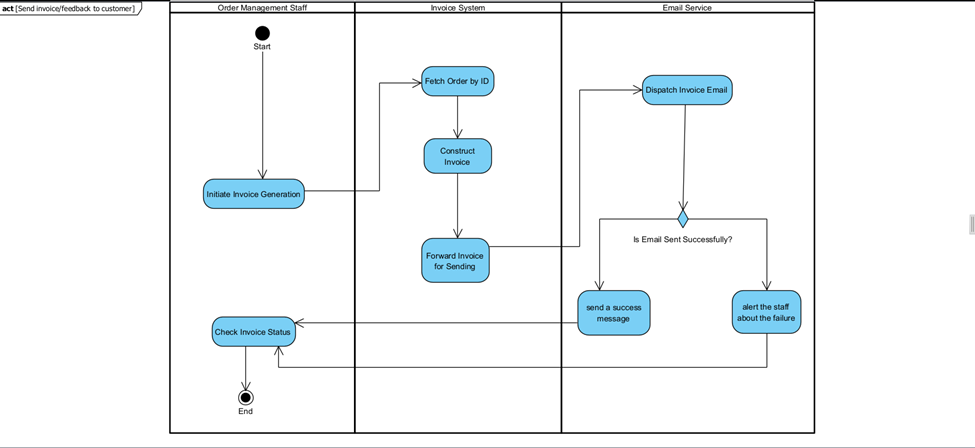 act [Send invoice/feedback to customer]
Order Management Staff
Invoice System
Email Service
Start
Fetch Order by ID
Dispatch Invoice Email
Construct
Invoice
Initiate Invoice Generation
Is Email Sent Successfully?
Forward Invoice
for Sending
send a success
message
alert the staff
about the failure
Check Invoice Status
End